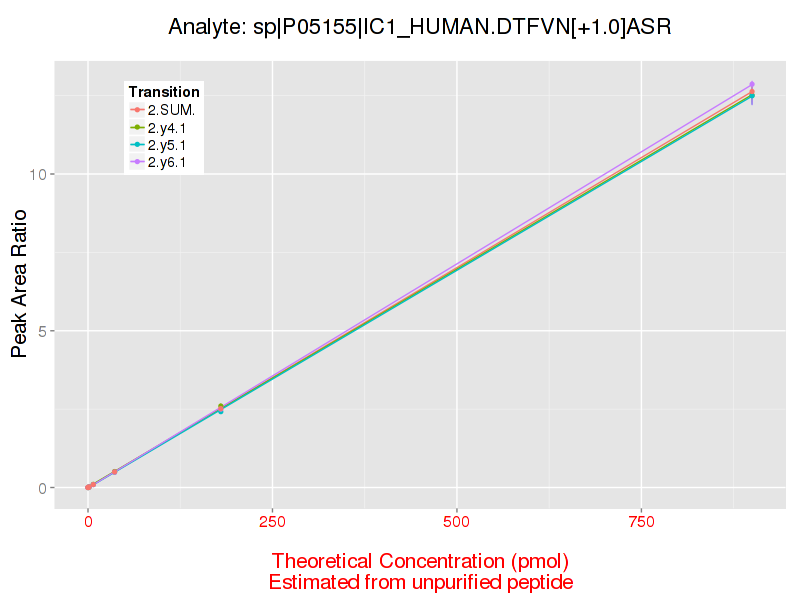 Analyte: sp|P05155|IC1_HUMAN.DTFVN[+1.0]ASR
Transition
2.SUM.
2.y4.1
2.y5.1
2.y6.1
Peak Area Ratio
10
5
0
0 250 500 750
Theoretical Concentration (pmol)
Estimated from unpurified peptide